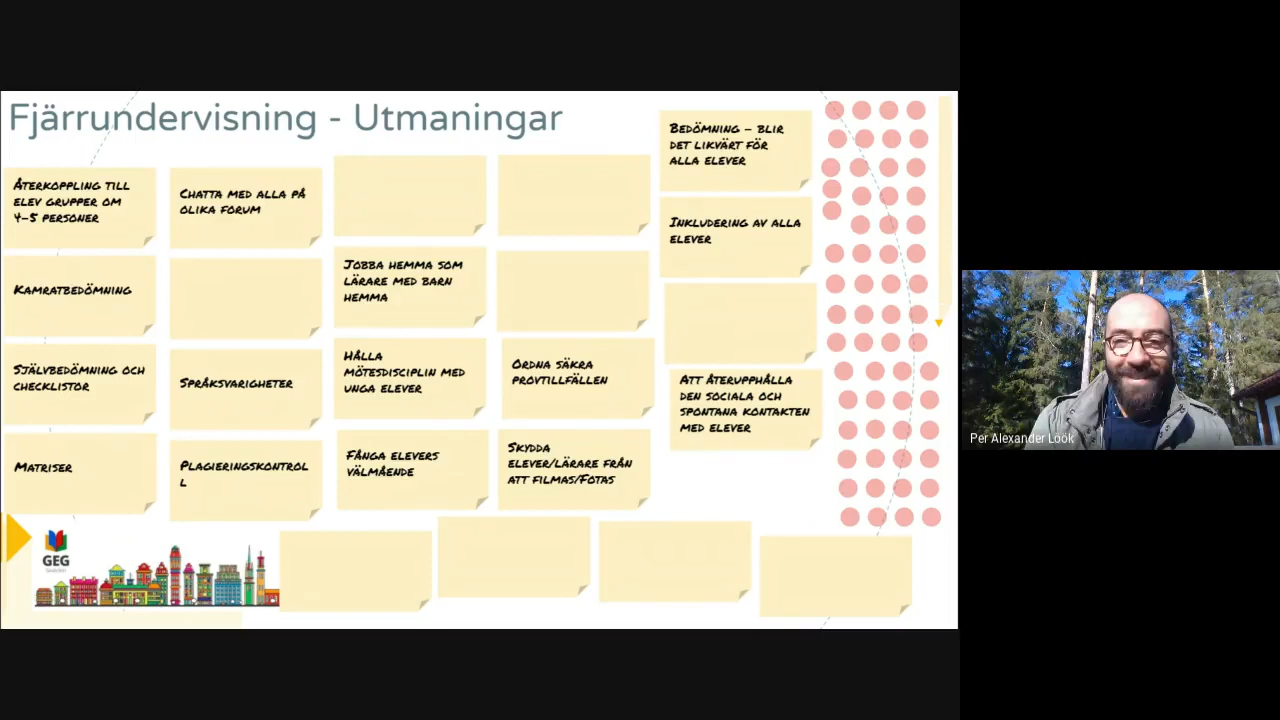 Fjärrundervisning - Utmaningar
Återkoppling till
elev grupper om
4-5 personer
Kamratbedömning
Självbedömning och
checklistor
Matriser
Chatta med alla på
olika forum
Språksvarigheter
Plagieringskontrol
l
Jobba hemma som
lärare med barn
hemma
Hålla
mötesdisciplin med
unga elever
Fånga elevers
välmående
Ordna säkra
provtillfällen
Skydda
elever/lärare från
att filmas/Fotas
Bedömning - blir
det likvärt för
alla elever
Inkludering av alla
elever
Att återupphålla
den sociala och
spontana kontakten
med elever
GEG
Per Alexander Löök